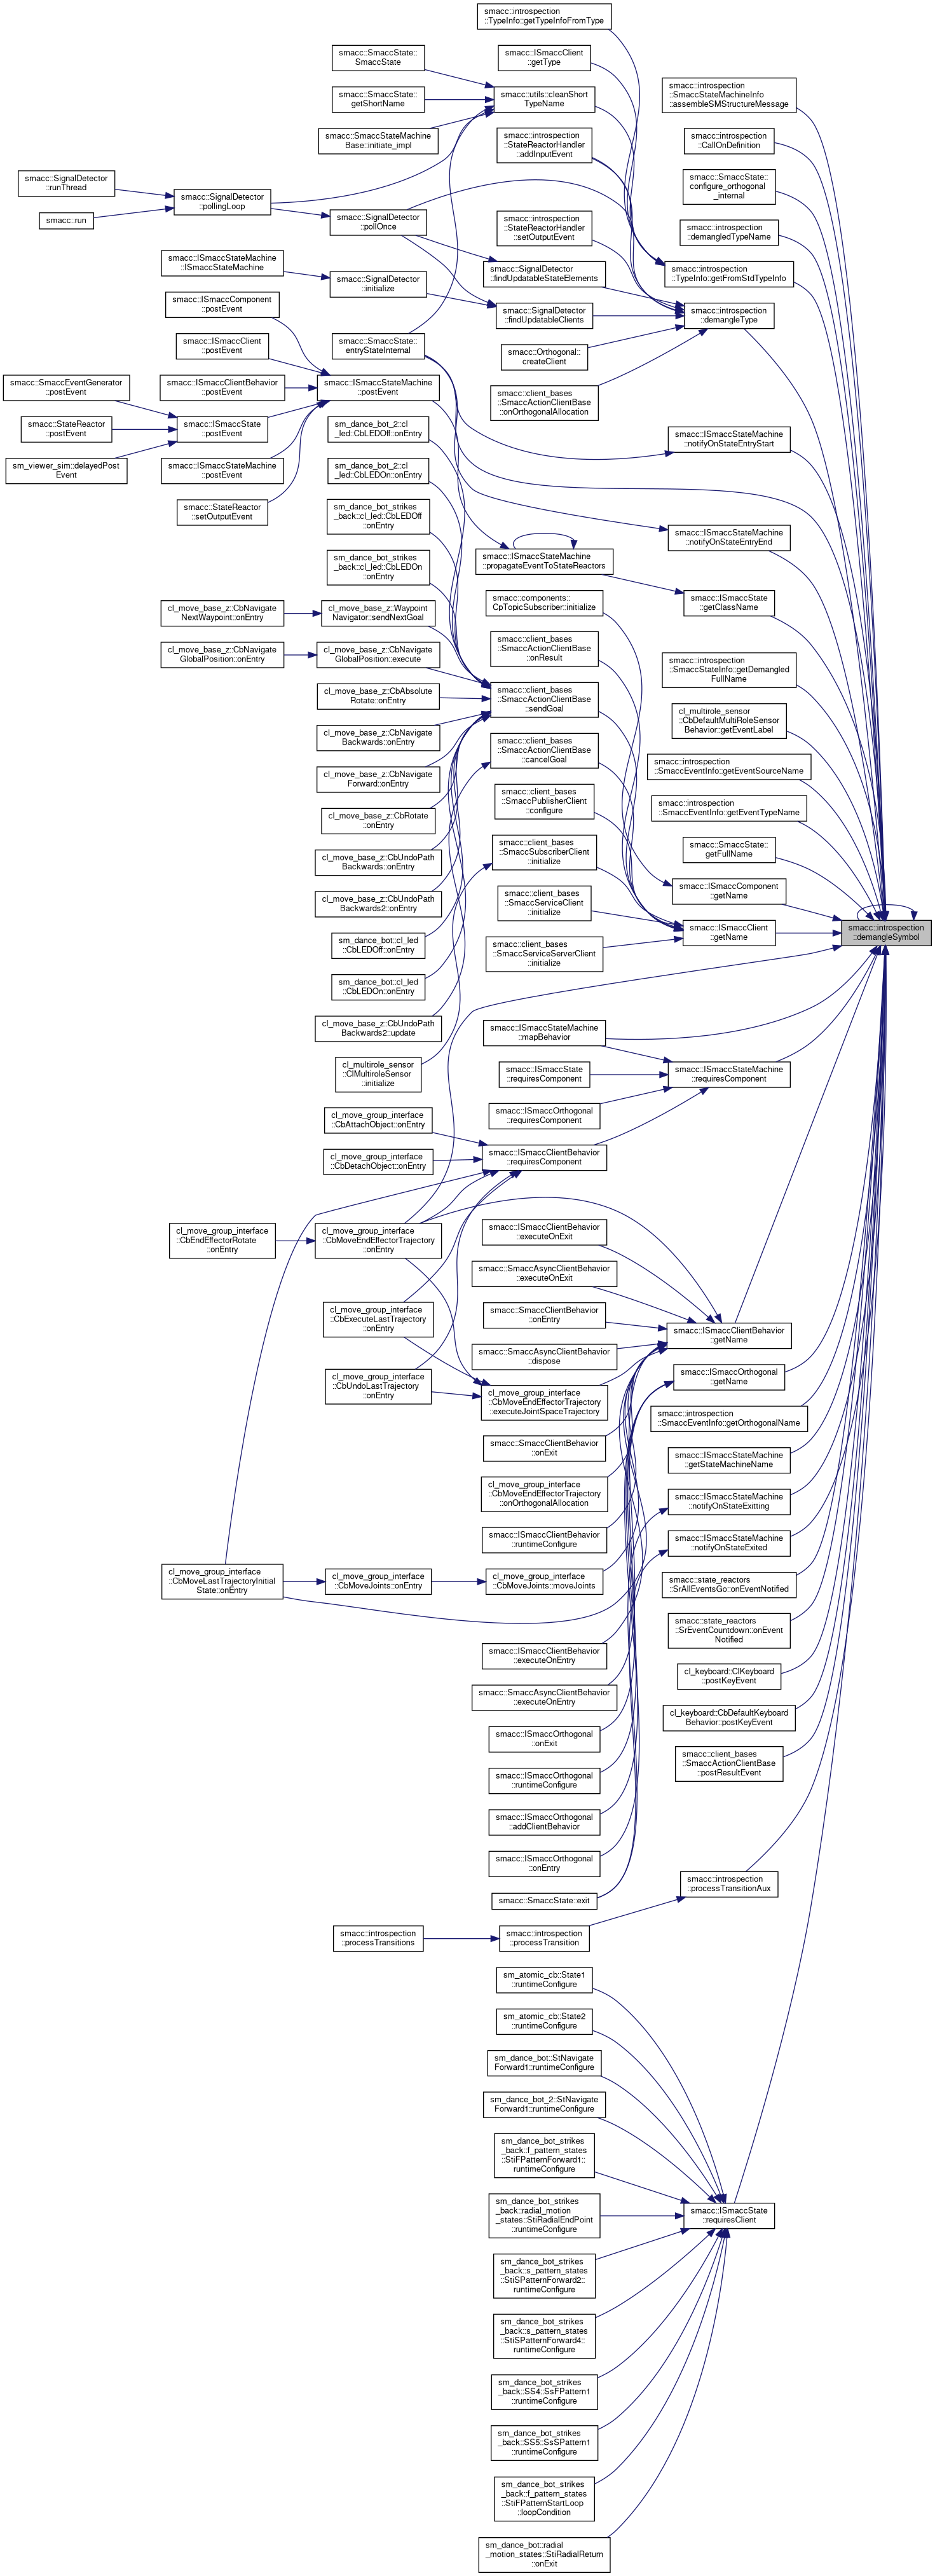 smacc::introspection
::TypeInfo::getTypeInfoFromType
smacc::SmaccState::
SmaccState
smacc::ISmaccClient
::getType
smacc::introspection
::SmaccStateMachineInfo
::assembleSMStructureMessage
smacc::SmaccState::
getShortName
smacc::utils::cleanShort
TypeName
smacc::SmaccStateMachine
Base::initiate_impl
smacc::introspection
::StateReactorHandler
::addInputEvent
smacc::introspection
::CallOnDefinition
smacc::SignalDetector
::runThread
smacc::SignalDetector
::pollingLoop
smacc::SmaccState::
configure_orthogonal
_internal
smacc::run
smacc::SignalDetector
::pollOnce
smacc::introspection
::StateReactorHandler
::setOutputEvent
smacc::introspection
::demangledTypeName
smacc::ISmaccStateMachine
::ISmaccStateMachine
smacc::SignalDetector
::initialize
smacc::SignalDetector
::findUpdatableStateElements
smacc::introspection
::TypeInfo::getFromStdTypeInfo
smacc::ISmaccComponent
::postEvent
smacc::SignalDetector
::findUpdatableClients
smacc::introspection
::demangleType
smacc::ISmaccClient
::postEvent
smacc::SmaccState::
entryStateInternal
smacc::Orthogonal::
createClient
smacc::SmaccEventGenerator
::postEvent
smacc::ISmaccClientBehavior
::postEvent
smacc::ISmaccStateMachine
::postEvent
smacc::client_bases
::SmaccActionClientBase
::onOrthogonalAllocation
smacc::StateReactor
::postEvent
smacc::ISmaccState
::postEvent
sm_dance_bot_2::cl
_led::CbLEDOff::onEntry
smacc::ISmaccStateMachine
::notifyOnStateEntryStart
sm_viewer_sim::delayedPost
Event
smacc::ISmaccStateMachine
::postEvent
sm_dance_bot_2::cl
_led::CbLEDOn::onEntry
smacc::StateReactor
::setOutputEvent
sm_dance_bot_strikes
_back::cl_led::CbLEDOff
::onEntry
smacc::ISmaccStateMachine
::notifyOnStateEntryEnd
sm_dance_bot_strikes
_back::cl_led::CbLEDOn
::onEntry
smacc::ISmaccStateMachine
::propagateEventToStateReactors
cl_move_base_z::CbNavigate
NextWaypoint::onEntry
cl_move_base_z::Waypoint
Navigator::sendNextGoal
smacc::components::
CpTopicSubscriber::initialize
smacc::ISmaccState
::getClassName
cl_move_base_z::CbNavigate
GlobalPosition::onEntry
cl_move_base_z::CbNavigate
GlobalPosition::execute
smacc::client_bases
::SmaccActionClientBase
::onResult
smacc::introspection
::SmaccStateInfo::getDemangled
FullName
cl_move_base_z::CbAbsolute
Rotate::onEntry
smacc::client_bases
::SmaccActionClientBase
::sendGoal
cl_multirole_sensor
::CbDefaultMultiRoleSensor
Behavior::getEventLabel
cl_move_base_z::CbNavigate
Backwards::onEntry
smacc::client_bases
::SmaccActionClientBase
::cancelGoal
smacc::introspection
::SmaccEventInfo::getEventSourceName
cl_move_base_z::CbNavigate
Forward::onEntry
smacc::client_bases
::SmaccPublisherClient
::configure
smacc::introspection
::SmaccEventInfo::getEventTypeName
cl_move_base_z::CbRotate
::onEntry
smacc::client_bases
::SmaccSubscriberClient
::initialize
smacc::SmaccState::
getFullName
cl_move_base_z::CbUndoPath
Backwards::onEntry
smacc::ISmaccComponent
::getName
cl_move_base_z::CbUndoPath
Backwards2::onEntry
smacc::client_bases
::SmaccServiceClient
::initialize
smacc::ISmaccClient
::getName
smacc::introspection
::demangleSymbol
sm_dance_bot::cl_led
::CbLEDOff::onEntry
smacc::client_bases
::SmaccServiceServerClient
::initialize
sm_dance_bot::cl_led
::CbLEDOn::onEntry
cl_move_base_z::CbUndoPath
Backwards2::update
smacc::ISmaccStateMachine
::mapBehavior
cl_multirole_sensor
::ClMultiroleSensor
::initialize
smacc::ISmaccState
::requiresComponent
smacc::ISmaccStateMachine
::requiresComponent
cl_move_group_interface
::CbAttachObject::onEntry
smacc::ISmaccOrthogonal
::requiresComponent
cl_move_group_interface
::CbDetachObject::onEntry
smacc::ISmaccClientBehavior
::requiresComponent
cl_move_group_interface
::CbEndEffectorRotate
::onEntry
cl_move_group_interface
::CbMoveEndEffectorTrajectory
::onEntry
smacc::ISmaccClientBehavior
::executeOnExit
smacc::SmaccAsyncClientBehavior
::executeOnExit
cl_move_group_interface
::CbExecuteLastTrajectory
::onEntry
smacc::SmaccClientBehavior
::onEntry
smacc::ISmaccClientBehavior
::getName
smacc::SmaccAsyncClientBehavior
::dispose
cl_move_group_interface
::CbUndoLastTrajectory
::onEntry
smacc::ISmaccOrthogonal
::getName
cl_move_group_interface
::CbMoveEndEffectorTrajectory
::executeJointSpaceTrajectory
smacc::introspection
::SmaccEventInfo::getOrthogonalName
smacc::SmaccClientBehavior
::onExit
smacc::ISmaccStateMachine
::getStateMachineName
cl_move_group_interface
::CbMoveEndEffectorTrajectory
::onOrthogonalAllocation
smacc::ISmaccStateMachine
::notifyOnStateExitting
smacc::ISmaccClientBehavior
::runtimeConfigure
smacc::ISmaccStateMachine
::notifyOnStateExited
cl_move_group_interface
::CbMoveLastTrajectoryInitial
State::onEntry
cl_move_group_interface
::CbMoveJoints::onEntry
cl_move_group_interface
::CbMoveJoints::moveJoints
smacc::state_reactors
::SrAllEventsGo::onEventNotified
smacc::state_reactors
::SrEventCountdown::onEvent
Notified
smacc::ISmaccClientBehavior
::executeOnEntry
cl_keyboard::ClKeyboard
::postKeyEvent
smacc::SmaccAsyncClientBehavior
::executeOnEntry
cl_keyboard::CbDefaultKeyboard
Behavior::postKeyEvent
smacc::ISmaccOrthogonal
::onExit
smacc::client_bases
::SmaccActionClientBase
::postResultEvent
smacc::ISmaccOrthogonal
::runtimeConfigure
smacc::ISmaccOrthogonal
::addClientBehavior
smacc::ISmaccOrthogonal
::onEntry
smacc::introspection
::processTransitionAux
smacc::SmaccState::exit
smacc::introspection
::processTransitions
smacc::introspection
::processTransition
sm_atomic_cb::State1
::runtimeConfigure
sm_atomic_cb::State2
::runtimeConfigure
sm_dance_bot::StNavigate
Forward1::runtimeConfigure
sm_dance_bot_2::StNavigate
Forward1::runtimeConfigure
sm_dance_bot_strikes
_back::f_pattern_states
::StiFPatternForward1::
runtimeConfigure
sm_dance_bot_strikes
_back::radial_motion
_states::StiRadialEndPoint
::runtimeConfigure
smacc::ISmaccState
::requiresClient
sm_dance_bot_strikes
_back::s_pattern_states
::StiSPatternForward2::
runtimeConfigure
sm_dance_bot_strikes
_back::s_pattern_states
::StiSPatternForward4::
runtimeConfigure
sm_dance_bot_strikes
_back::SS4::SsFPattern1
::runtimeConfigure
sm_dance_bot_strikes
_back::SS5::SsSPattern1
::runtimeConfigure
sm_dance_bot_strikes
_back::f_pattern_states
::StiFPatternStartLoop
::loopCondition
sm_dance_bot::radial
_motion_states::StiRadialReturn
::onExit